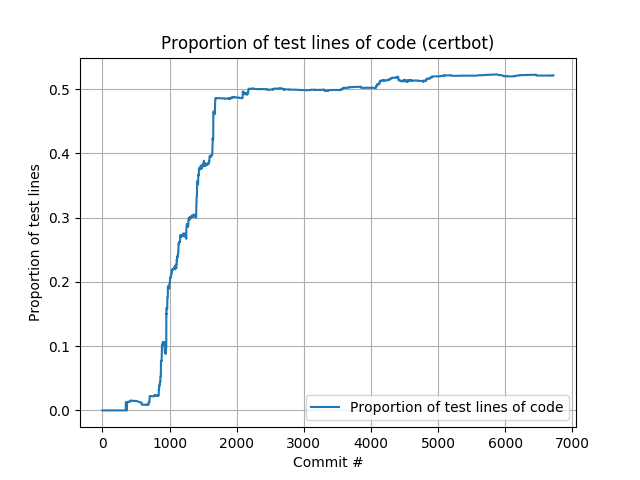 Proportion of test lines of code (certbot)
Proportion of test lines
0.5
0.4
0.3
0.2
0.1
0.0
Proportion of test lines of code
0 1000 2000 3000 4000 5000 6000 7000
Commit #